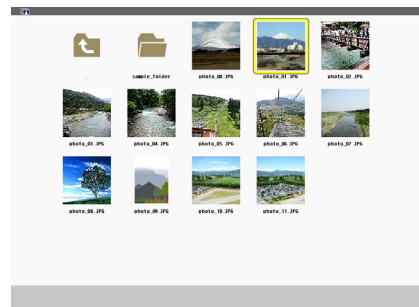 ..
sample_folder
photo_00.JPG
photo_01.JPG
photo_02.JPG
photo_03.JPG
photo_04.JPG
photo_05.JPG
photo_06.JPG
photo_07.JPG
photo_08.JPG
photo_09.JPG
photo_10.JPG
photo_11.JPG